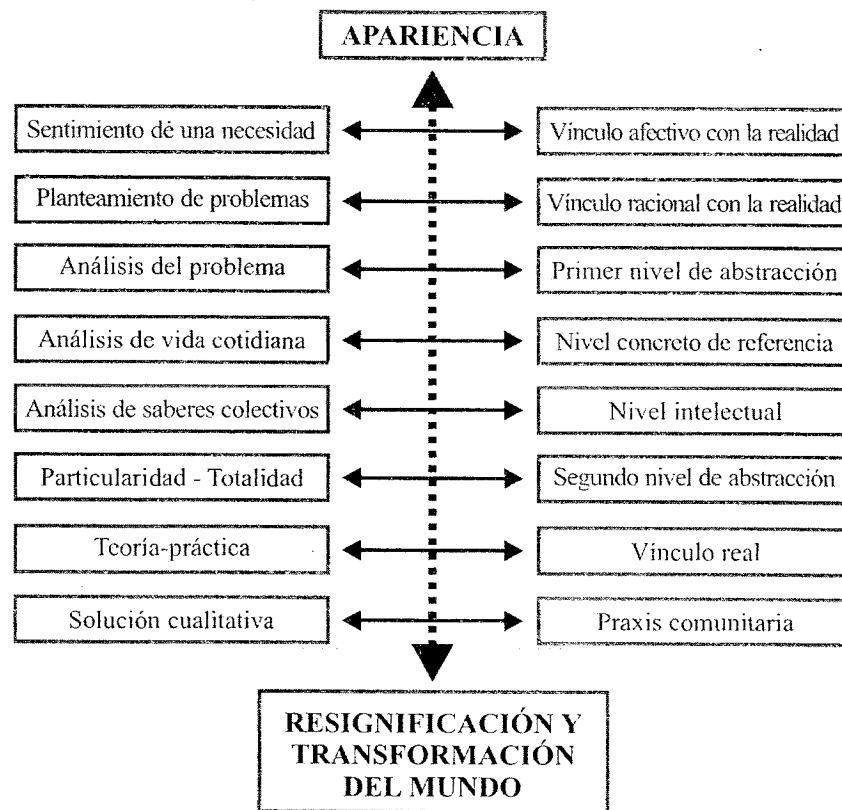 APARIENCIA
Sentimiento de una necesidad
Vínculo afectivo con la realidad
Planteamiento de problemas
Vínculo racional con la realidad
Análisis del problema
Primer nivel de abstracción
Análisis de vida cotidiana
Nivel concreto de referencia
Análisis de saberes colectivos
Nivel intelectual
Particularidad - Totalidad
Segundo nivel de abstracción
Teoría-práctica
Vínculo real
Solución cualitativa
Praxis comunitaria
RESIGNIFICACIÓN Y
TRANSFORMACIÓN
DEL MUNDO